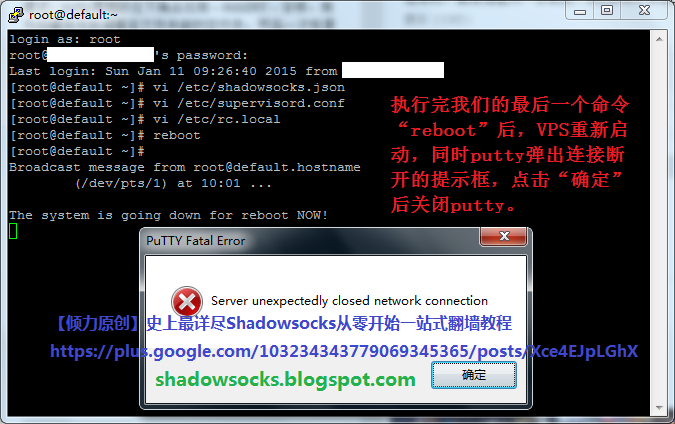 root@default:~
login as: root
root@
's password:
Last login: Sun Jan 11 09:26:40 2015 from
[root@default ~]# vi /etc/shadowsocks.json
[root@default ~]# vi /etc/supervisord.conf
[root@default ~]# vi /etc/rc.local
[root@default ~]# reboot
[root@default ~]#
Broadcast message from root@default.hostname
(/dev/pts/1) at 10:01 ...
The system is going down for reboot NOW!
执行完我们的最后一个命令
“reboot”后，VPS重新启
动，同时putty弹出连接断
开的提示框，点击“确定”
后关闭putty。
PuTTY Fatal Error
Server unexpectedly closed network connection
【倾力原创】史上最详尽Shadowsocks从零开始一站式翻墙教程
https://plus.google.com/103234343779069345365/posts/Xce4EJpLGhX
shadowsocks.blogspot.com
确定